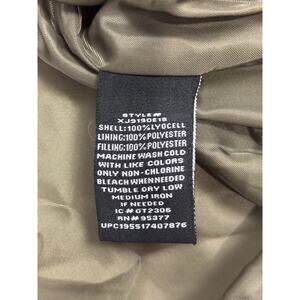 STYLE#
XJ5190E18
SHELL:100%LYOCELL
LINING:100%POLYESTER
FILLING:100%POLYESTER
MACHINE WASH COLD
WITH LIKE COLORS
ONLY NON-CHLORINE
BLEACH WHEN NEEDED
TUMBLE DRY LOW
MEDIUM IRON
IF NEEDED
IC#GT2306
RN#95377
UPC195517407876